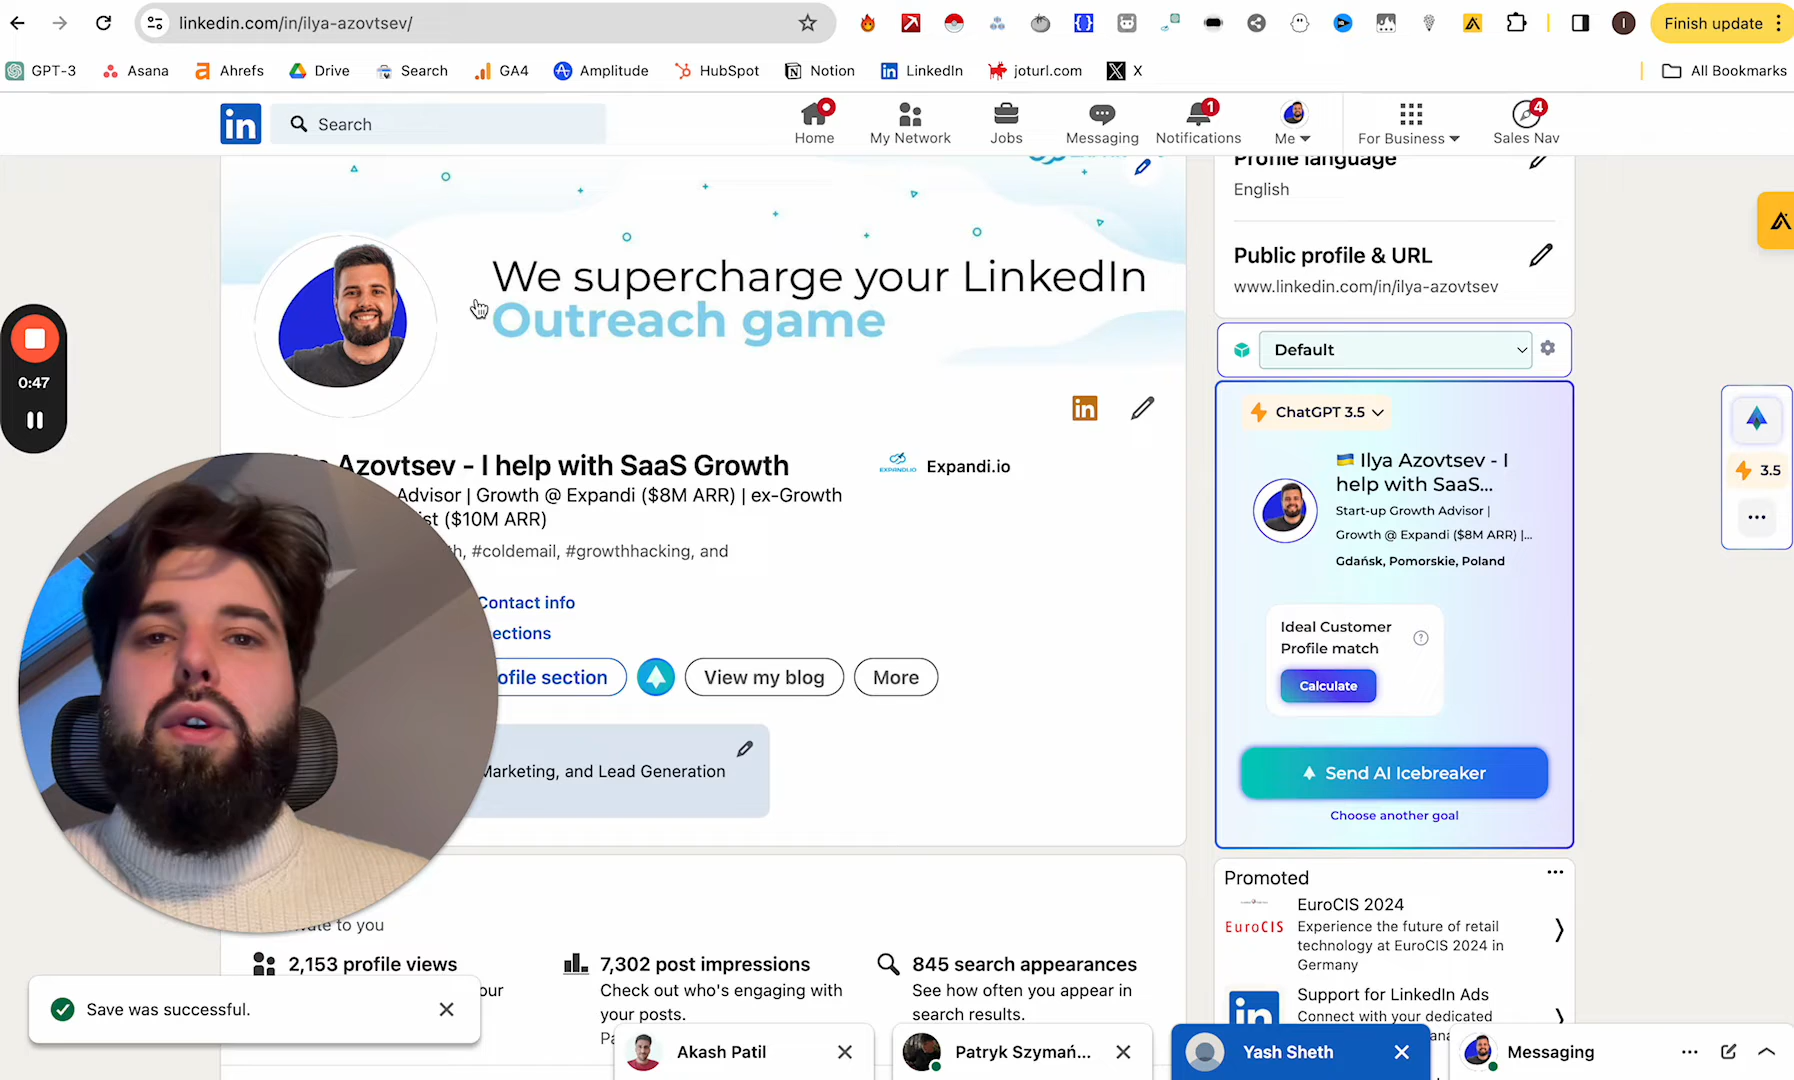 linkedin.com/in/ilya-azovtsev/
Finish update
GPT-3
Asana
Ahrefs
Drive
Search
GA4
Amplitude
HubSpot
Notion
LinkedIn
joturl.com
X
All Bookmarks
in
Search
Home
My Network
Jobs
Messaging
1
Notifications
Me
For Business
4
Sales Nav
We supercharge your LinkedIn
Outreach game
0:47
in
Azovtsev - I help with SaaS Growth
Expandi.io
Advisor | Growth @ Expandi ($8M ARR) | ex-Growth
($10M ARR)
#coldemail, #growthhacking, and
Contact info
View my blog
More
section
Marketing, and Lead Generation
to you
2,153 profile views
7,302 post impressions
Check out who's engaging with
your posts.
845 search appearances
See how often you appear in
search results.
Save was successful.
Profile language
English
Public profile & URL
www.linkedin.com/in/ilya-azovtsev
Default
ChatGPT 3.5
Ilya Azovtsev - I
help with SaaS...
Start-up Growth Advisor |
Growth @ Expandi ($8M ARR) |...
Gdańsk, Pomorskie, Poland
Ideal Customer
Profile match
?
Calculate
Send AI Icebreaker
Choose another goal
3.5
Promoted
EuroCIS 2024
EuroCIS
Experience the future of retail
technology at EuroCIS 2024 in
Germany
in
Support for LinkedIn Ads
Connect with your dedicated
Akash Patil
Patryk Szymań...
Yash Sheth
Messaging